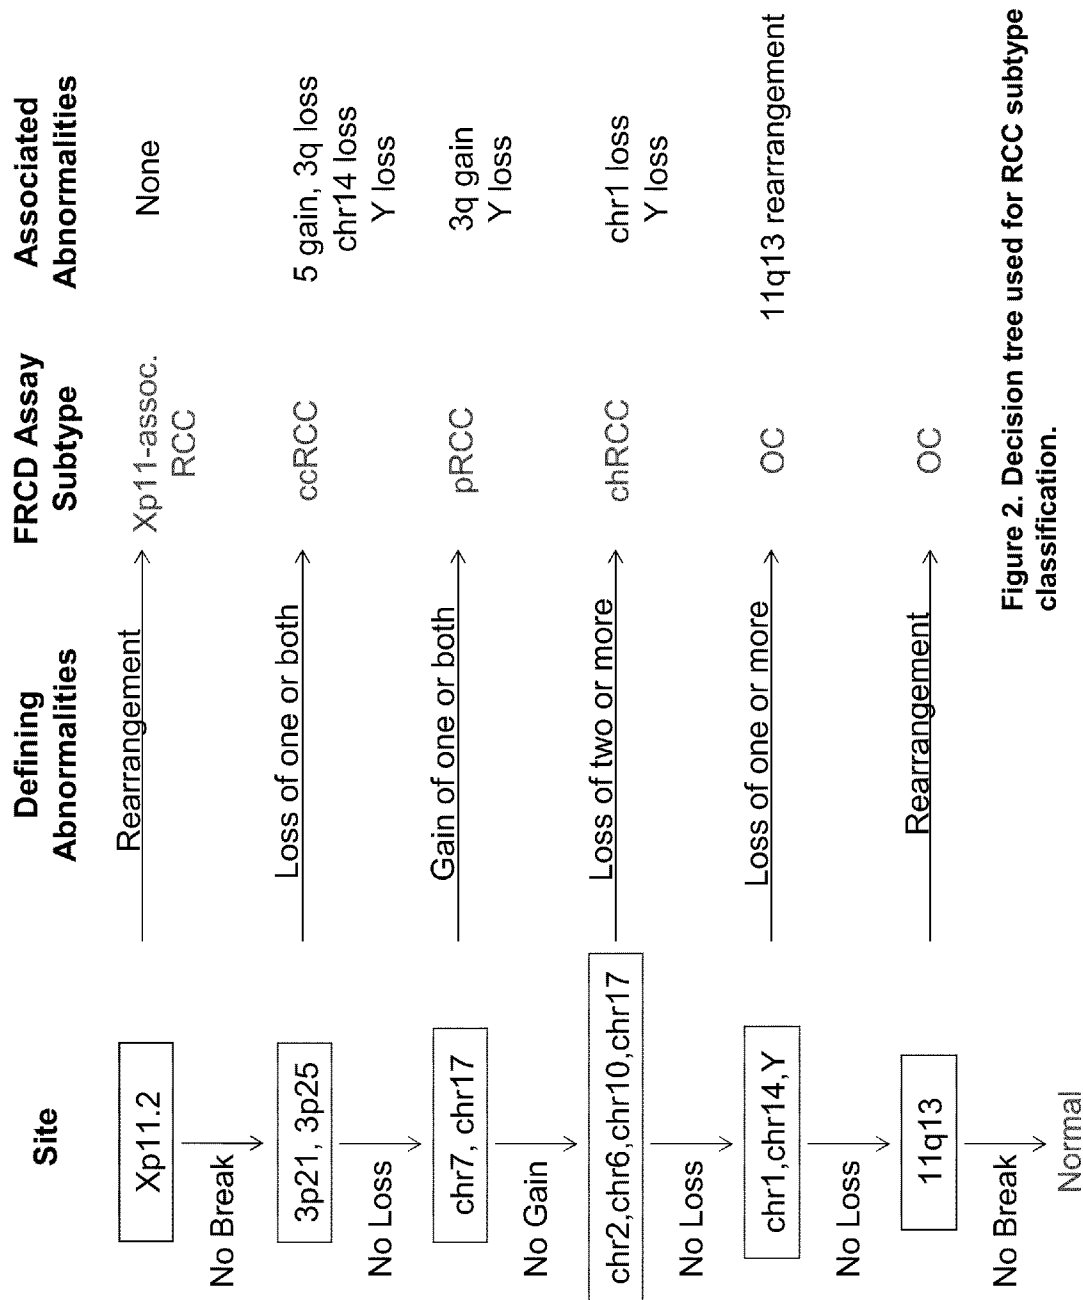 Site
Defining
Abnormalities
FRCD Assay
Subtype
Associated
Abnormalities
Xp11.2
Rearrangement
Xp11-assoc.
RCC
None
No Break
3p21, 3p25
Loss of one or both
ccRCC
5 gain, 3q loss
chr14 loss
Y loss
No Loss
chr7, chr17
Gain of one or both
pRCC
3q gain
Y loss
No Gain
chr2,chr6,chr10,chr17
Loss of two or more
chRCC
chr1 loss
Y loss
No Loss
chr1,chr14,Y
Loss of one or more
OC
11q13 rearrangement
No Loss
11q13
Rearrangement
OC
No Break
Normal
Figure 2. Decision tree used for RCC subtype
classification.